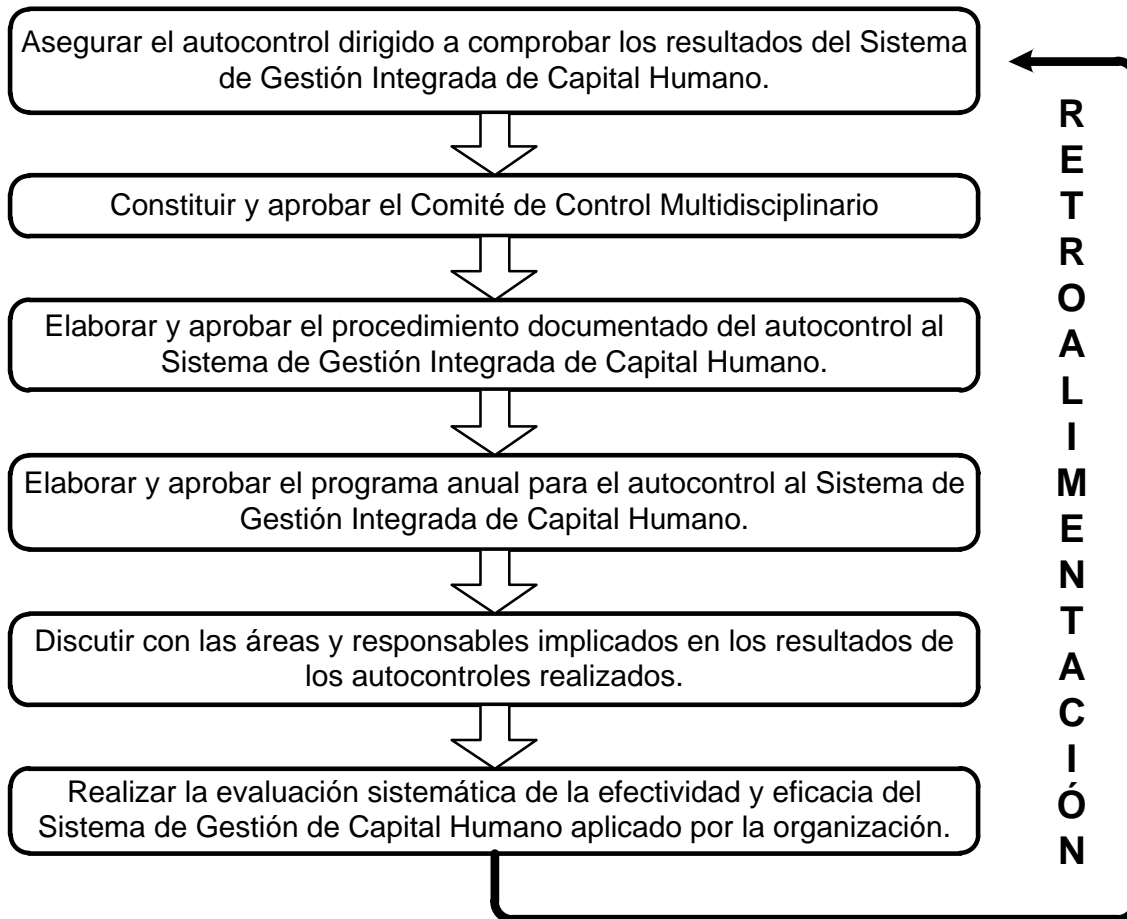 Asegurar el autocontrol dirigido a comprobar los resultados del Sistema
de Gestión Integrada de Capital Humano.
Constituir y aprobar el Comité de Control Multidisciplinario
Elaborar y aprobar el procedimiento documentado del autocontrol al
Sistema de Gestión Integrada de Capital Humano.
Elaborar y aprobar el programa anual para el autocontrol al Sistema de
Gestión Integrada de Capital Humano.
Discutir con las áreas y responsables implicados en los resultados de
los autocontroles realizados.
Realizar la evaluación sistemática de la efectividad y eficacia del
Sistema de Gestión de Capital Humano aplicado por la organización.
RETROALIMENTACIÓN